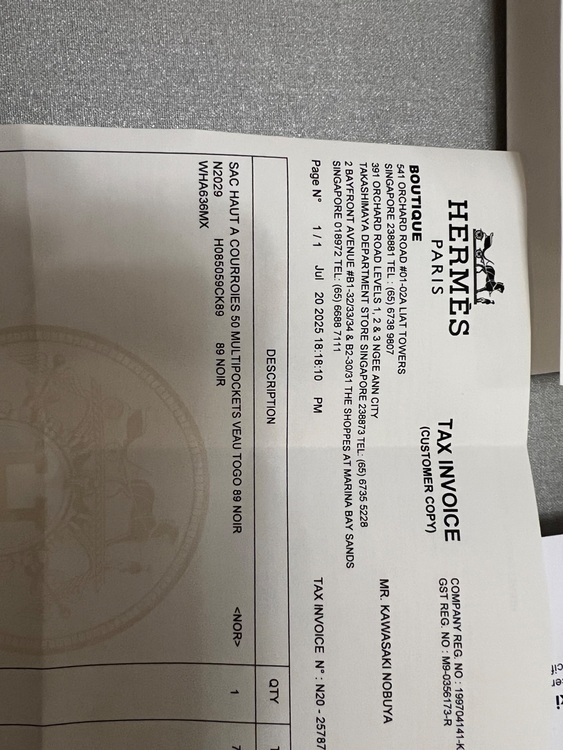 HERMÈS
PARIS
TAX INVOICE
(CUSTOMER COPY)
COMPANY REG. NO : 199704141-K
GST REG. NO : M9-0356173-R
BOUTIQUE
541 ORCHARD ROAD #01-02A LIAT TOWERS
SINGAPORE 238881 TEL : (65) 6738 9807
391 ORCHARD ROAD LEVELS 1, 2 & 3 NGEE ANN CITY
TAKASHIMAYA DEPARTMENT STORE SINGAPORE 238873 TEL: (65) 6735 5228
2 BAYFRONT AVENUE #B1-32/33/34 & B2-30/31 THE SHOPPES AT MARINA BAY SANDS
SINGAPORE 018972 TEL: (65) 6688 7111
MR. KAWASAKI NOBUYA
Page N° 1 / 1 Jul 20 2025 18:18:10 PM
TAX INVOICE N° : N20 - 25787
DESCRIPTION QTY
SAC HAUT A COURROIES 50 MULTIPOCKETS VEAU TOGO 89 NOIR <NOR> 1 7
N2029 H085059CK89 89 NOIR
WHA636MX